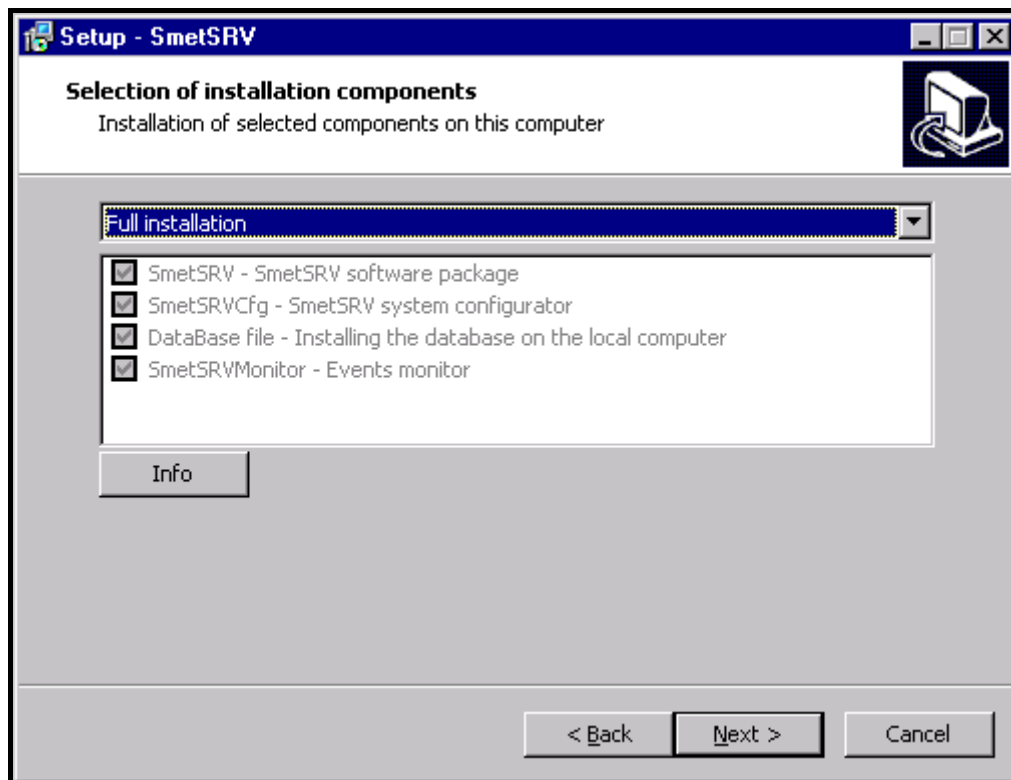 Setup - SmetSRV
Selection of installation components
Installation of selected components on this computer
Full installation
SmetSRV - SmetSRV software package
SmetSRVCfg - SmetSRV system configurator
DataBase file - Installing the database on the local computer
SmetSRVMonitor - Events monitor
Info
< Back
Next >
Cancel